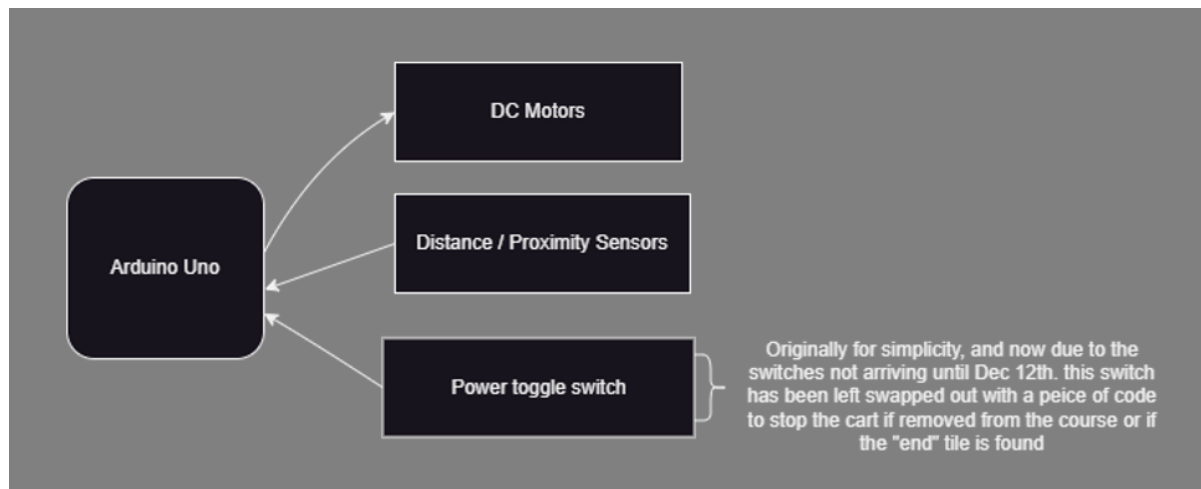 DC Motors
Distance / Proximity Sensors
Arduino Uno
Power toggle switch
Originally for simplicity, and now due to the
switches not arriving until Dec 12th. this switch
has been left swapped out with a peice of code
to stop the cart if removed from the course or if
the "end" tile is found